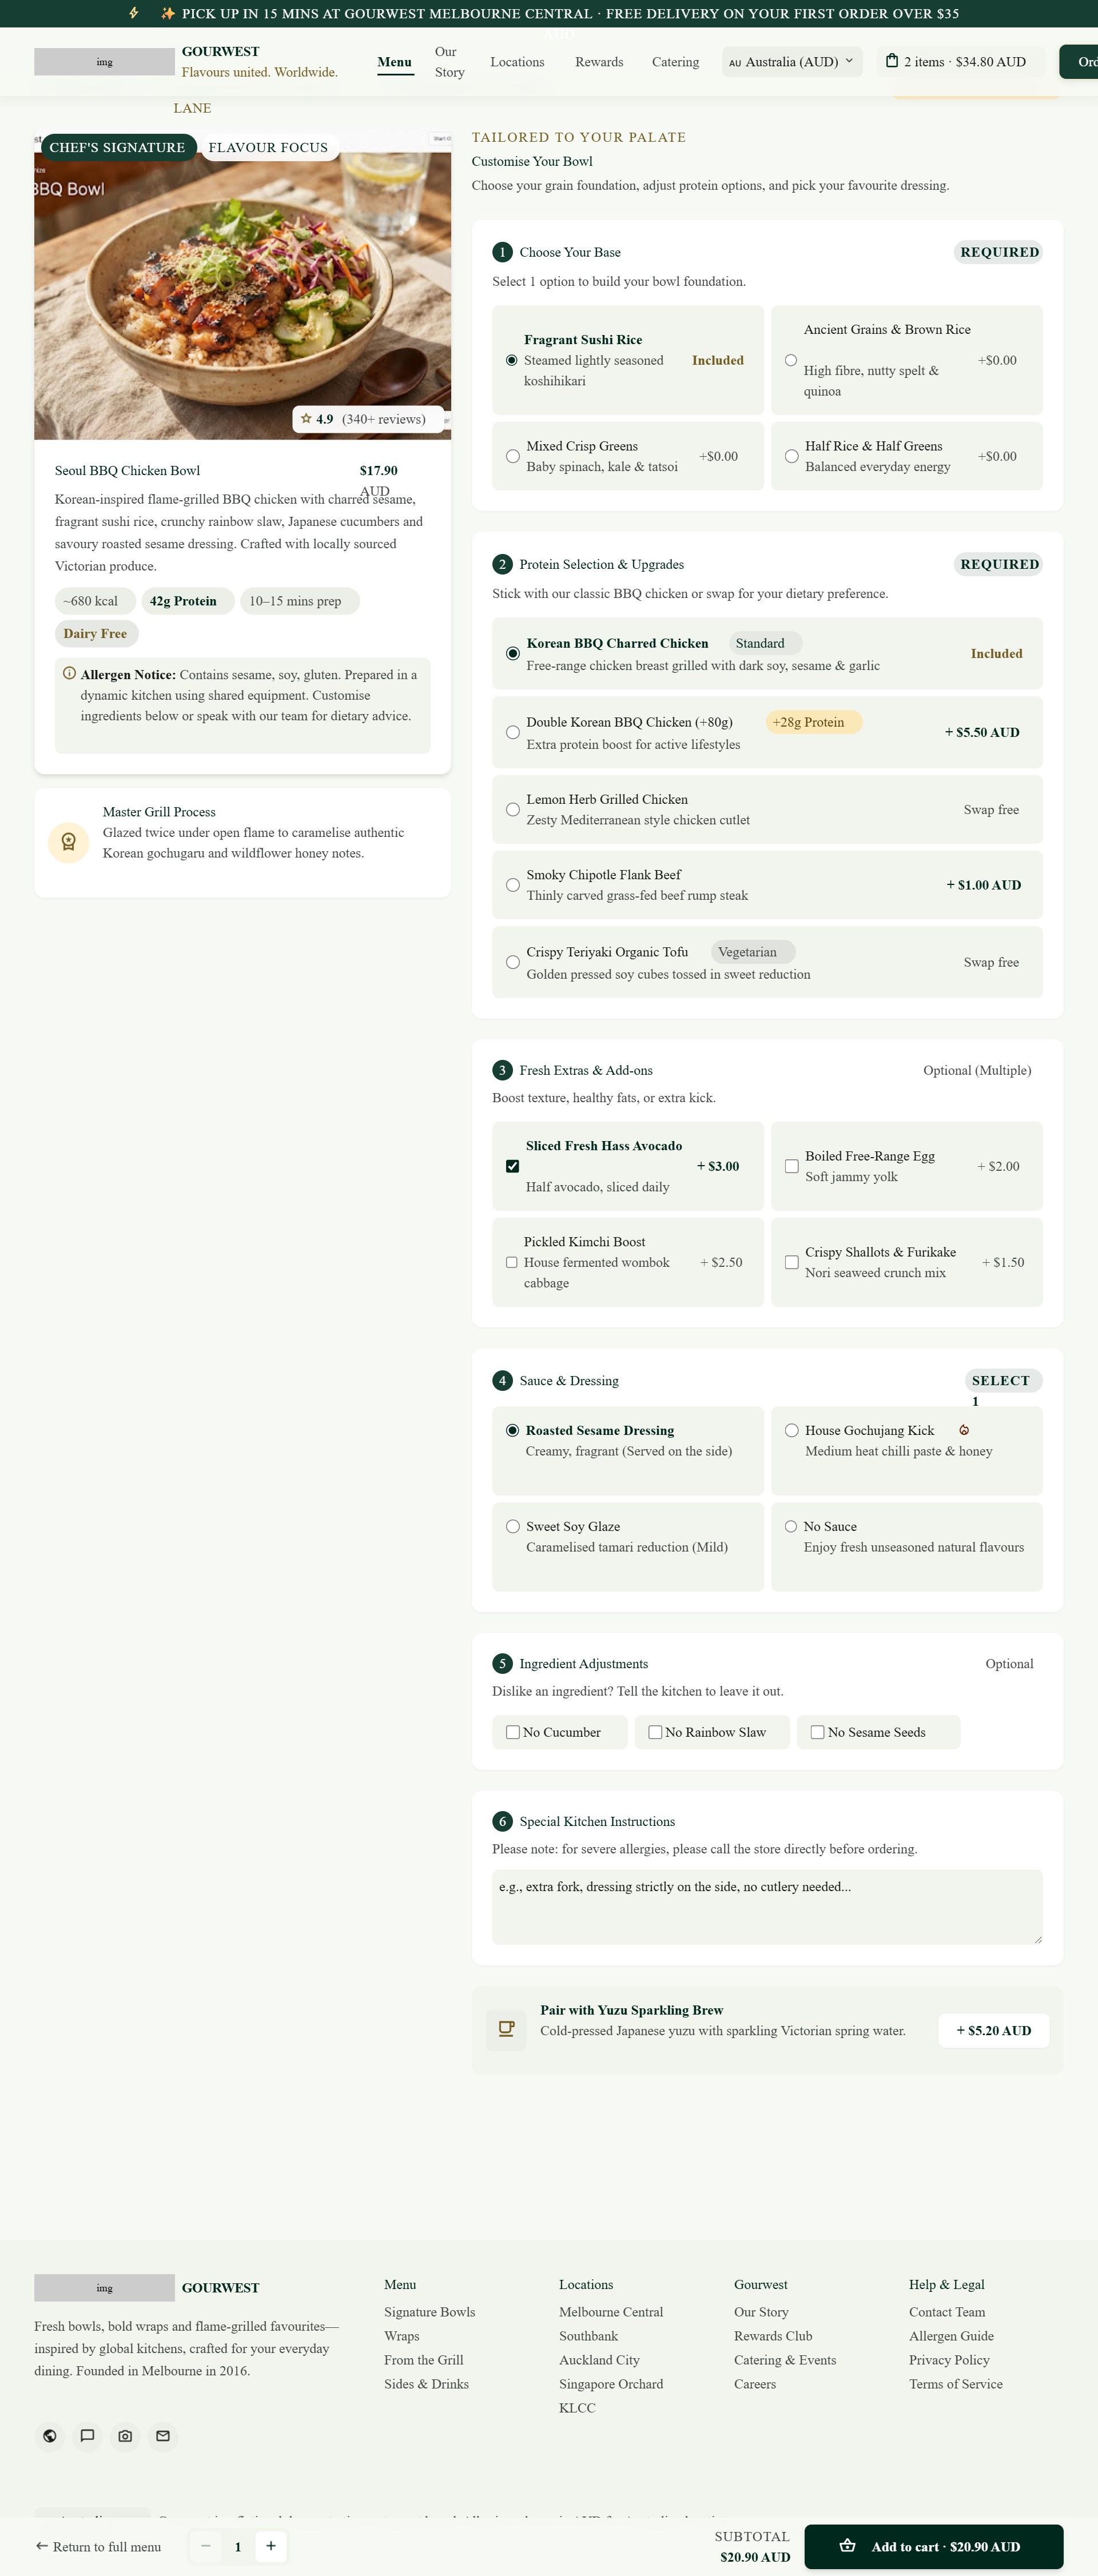 ✨ PICK UP IN 15 MINS AT GOURWEST MELBOURNE CENTRAL · FREE DELIVERY ON YOUR FIRST ORDER OVER $35
AUD
img
GOURWEST
Flavours united. Worldwide.
Menu
Our
Story
Locations
Rewards
Catering
AU Australia (AUD)
2 items · $34.80 AUD
LANE
CHEF'S SIGNATURE
FLAVOUR FOCUS
BBQ Bowl
4.9 (340+ reviews)
Seoul BBQ Chicken Bowl
$17.90
AUD
Korean-inspired flame-grilled BBQ chicken with charred sesame,
fragrant sushi rice, crunchy rainbow slaw, Japanese cucumbers and
savoury roasted sesame dressing. Crafted with locally sourced
Victorian produce.
~680 kcal
42g Protein
10–15 mins prep
Dairy Free
Allergen Notice: Contains sesame, soy, gluten. Prepared in a
dynamic kitchen using shared equipment. Customise
ingredients below or speak with our team for dietary advice.
Master Grill Process
Glazed twice under open flame to caramelise authentic
Korean gochugaru and wildflower honey notes.
TAILORED TO YOUR PALATE
Customise Your Bowl
Choose your grain foundation, adjust protein options, and pick your favourite dressing.
1 Choose Your Base
REQUIRED
Select 1 option to build your bowl foundation.
Fragrant Sushi Rice
Steamed lightly seasoned
koshihikari
Included
Ancient Grains & Brown Rice
High fibre, nutty spelt &
quinoa
+$0.00
Mixed Crisp Greens
Baby spinach, kale & tatsoi
+$0.00
Half Rice & Half Greens
Balanced everyday energy
+$0.00
2 Protein Selection & Upgrades
REQUIRED
Stick with our classic BBQ chicken or swap for your dietary preference.
Korean BBQ Charred Chicken
Standard
Free-range chicken breast grilled with dark soy, sesame & garlic
Included
Double Korean BBQ Chicken (+80g)
+28g Protein
Extra protein boost for active lifestyles
+ $5.50 AUD
Lemon Herb Grilled Chicken
Zesty Mediterranean style chicken cutlet
Swap free
Smoky Chipotle Flank Beef
Thinly carved grass-fed beef rump steak
+ $1.00 AUD
Crispy Teriyaki Organic Tofu
Vegetarian
Golden pressed soy cubes tossed in sweet reduction
Swap free
3 Fresh Extras & Add-ons
Optional (Multiple)
Boost texture, healthy fats, or extra kick.
Sliced Fresh Hass Avocado
Half avocado, sliced daily
+ $3.00
Boiled Free-Range Egg
Soft jammy yolk
+ $2.00
Pickled Kimchi Boost
House fermented wombok
cabbage
+ $2.50
Crispy Shallots & Furikake
Nori seaweed crunch mix
+ $1.50
4 Sauce & Dressing
SELECT
1
Roasted Sesame Dressing
Creamy, fragrant (Served on the side)
House Gochujang Kick
Medium heat chilli paste & honey
Sweet Soy Glaze
Caramelised tamari reduction (Mild)
No Sauce
Enjoy fresh unseasoned natural flavours
5 Ingredient Adjustments
Optional
Dislike an ingredient? Tell the kitchen to leave it out.
No Cucumber
No Rainbow Slaw
No Sesame Seeds
6 Special Kitchen Instructions
Please note: for severe allergies, please call the store directly before ordering.
e.g., extra fork, dressing strictly on the side, no cutlery needed...
Pair with Yuzu Sparkling Brew
Cold-pressed Japanese yuzu with sparkling Victorian spring water.
+ $5.20 AUD
img
GOURWEST
Fresh bowls, bold wraps and flame-grilled favourites—
inspired by global kitchens, crafted for your everyday
dining. Founded in Melbourne in 2016.
Menu
Signature Bowls
Wraps
From the Grill
Sides & Drinks
Locations
Melbourne Central
Southbank
Auckland City
Singapore Orchard
KLCC
Gourwest
Our Story
Rewards Club
Catering & Events
Careers
Help & Legal
Contact Team
Allergen Guide
Privacy Policy
Terms of Service
Return to full menu
− 1 +
SUBTOTAL
$20.90 AUD
Add to cart · $20.90 AUD